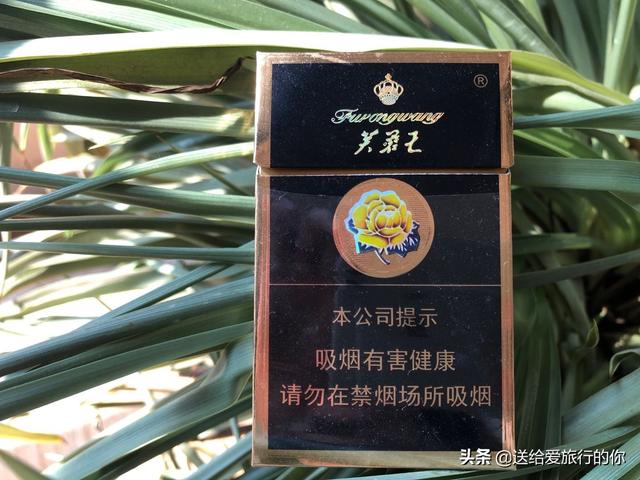 ®
Furongwang
芙蓉王
本公司提示
吸烟有害健康
请勿在禁烟场所吸烟
头条 @送给爱旅行的你